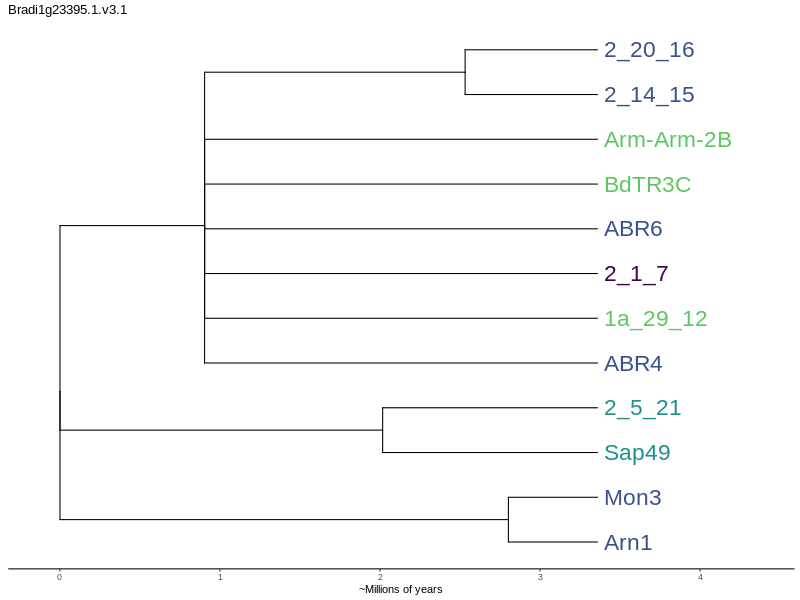 Bradi1g23395.1.v3.1
2_20_16
2_14_15
Arm-Arm-2B
BdTR3C
ABR6
2_1_7
1a_29_12
ABR4
2_5_21
Sap49
Mon3
Arn1
0 1 2 3 4
~Millions of years